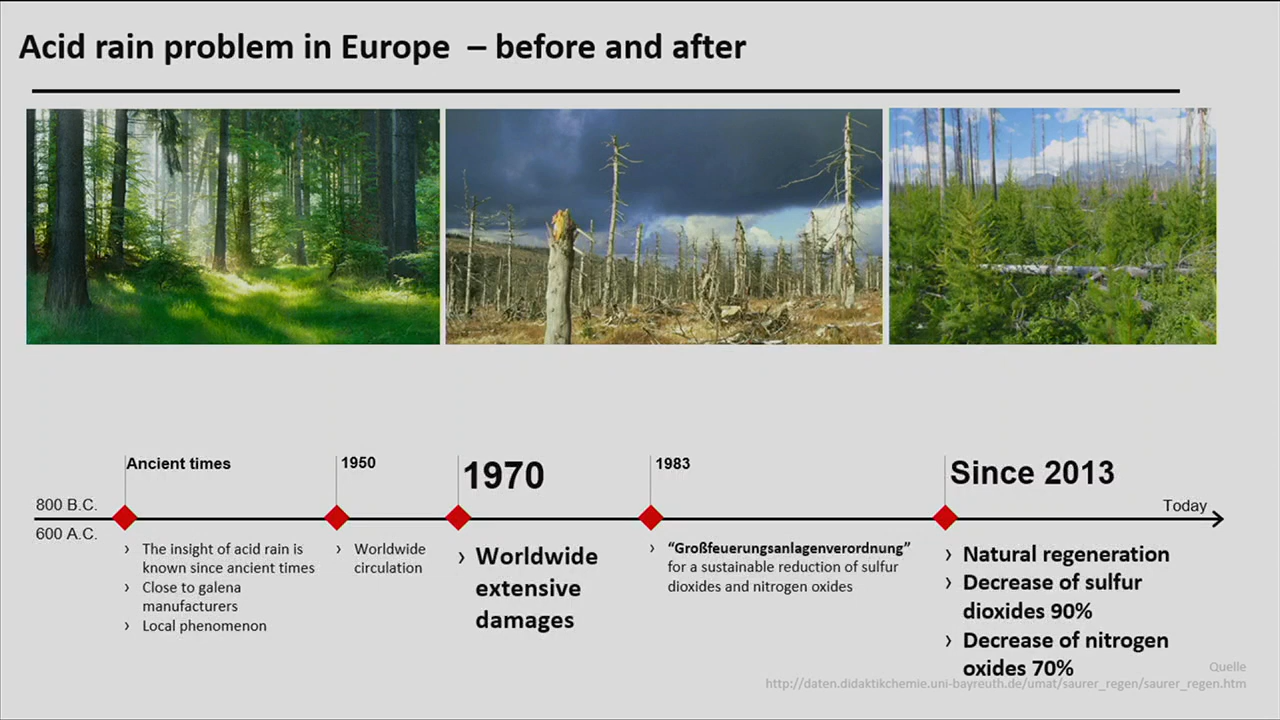 Acid rain problem in Europe – before and after
Ancient times
1950
1970
1983
Since 2013
800 B.C.
600 A.C.
Today
› The insight of acid rain is
known since ancient times
› Close to galena
manufacturers
› Local phenomenon
› Worldwide
circulation
› Worldwide
extensive
damages
› “Großfeuerungsanlagenverordnung”
for a sustainable reduction of sulfur
dioxides and nitrogen oxides
› Natural regeneration
› Decrease of sulfur
dioxides 90%
› Decrease of nitrogen
oxides 70%
Quelle
http://daten.didaktikchemie.uni-bayreuth.de/umat/saurer_regen/saurer_regen.htm